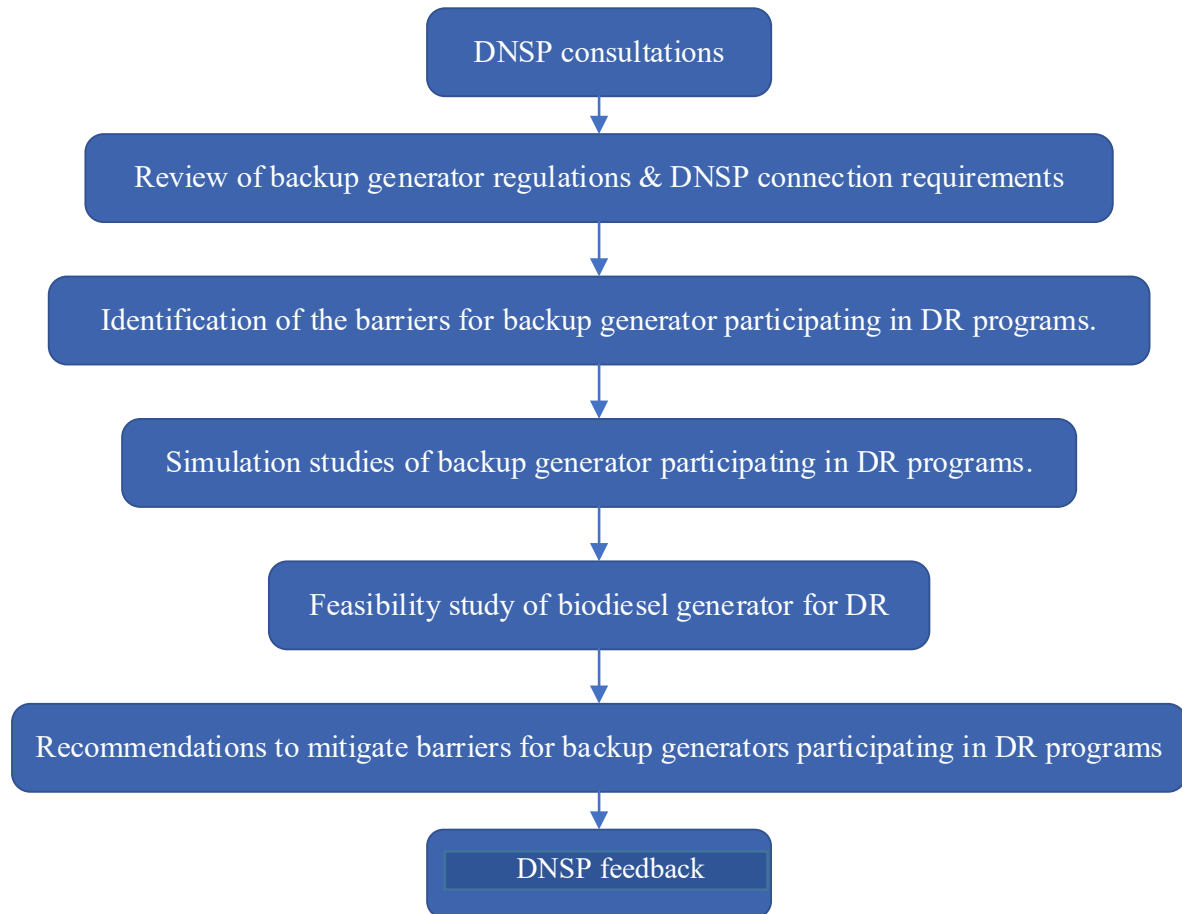 DNSP consultations
Review of backup generator regulations & DNSP connection requirements
Identification of the barriers for backup generator participating in DR programs.
Simulation studies of backup generator participating in DR programs.
Feasibility study of biodiesel generator for DR
Recommendations to mitigate barriers for backup generators participating in DR programs
DNSP feedback